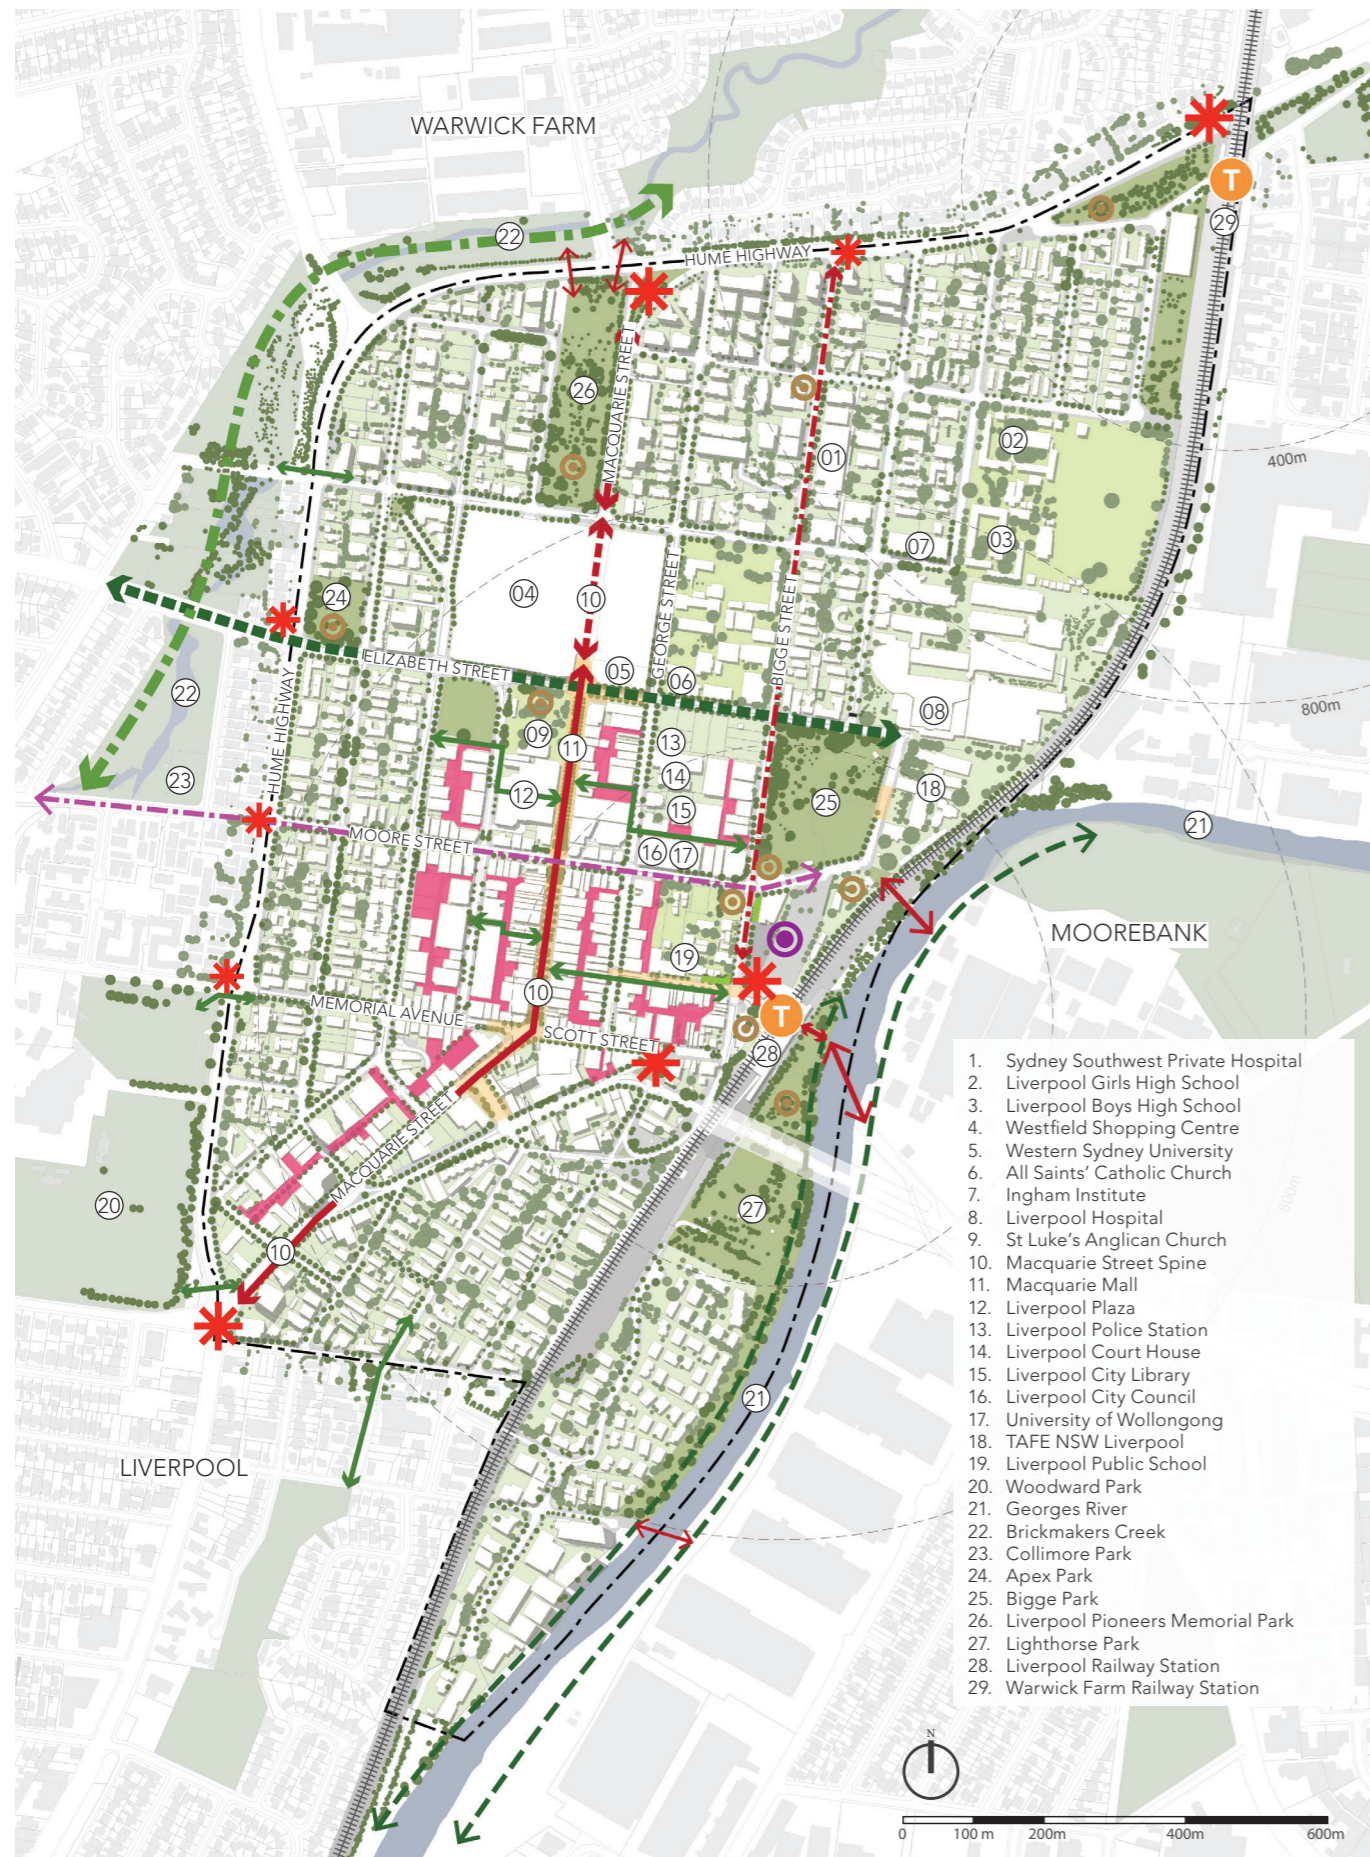 WARWICK FARM
T
29
22
HUME HIGHWAY
MACQUARIE STREET
26
02
01
400m
07
03
04
10
24
GEORGE STREET
BIGGE STREET
ELIZABETH STREET
05
06
22
08
800m
HUME HIGHWAY
09
11
13
14
18
23
12
15
25
21
MOORE STREET
16
17
MOOREBANK
19
10
MEMORIAL AVENUE
SCOTT STREET
T
28
MACQUARIE STREET
20
27
800m
10
21
LIVERPOOL
1. Sydney Southwest Private Hospital
2. Liverpool Girls High School
3. Liverpool Boys High School
4. Westfield Shopping Centre
5. Western Sydney University
6. All Saints' Catholic Church
7. Ingham Institute
8. Liverpool Hospital
9. St Luke's Anglican Church
10. Macquarie Street Spine
11. Macquarie Mall
12. Liverpool Plaza
13. Liverpool Police Station
14. Liverpool Court House
15. Liverpool City Library
16. Liverpool City Council
17. University of Wollongong
18. TAFE NSW Liverpool
19. Liverpool Public School
20. Woodward Park
21. Georges River
22. Brickmakers Creek
23. Collimore Park
24. Apex Park
25. Bigge Park
26. Liverpool Pioneers Memorial Park
27. Lighthorse Park
28. Liverpool Railway Station
29. Warwick Farm Railway Station
N
0 100 m 200m 400m 600m